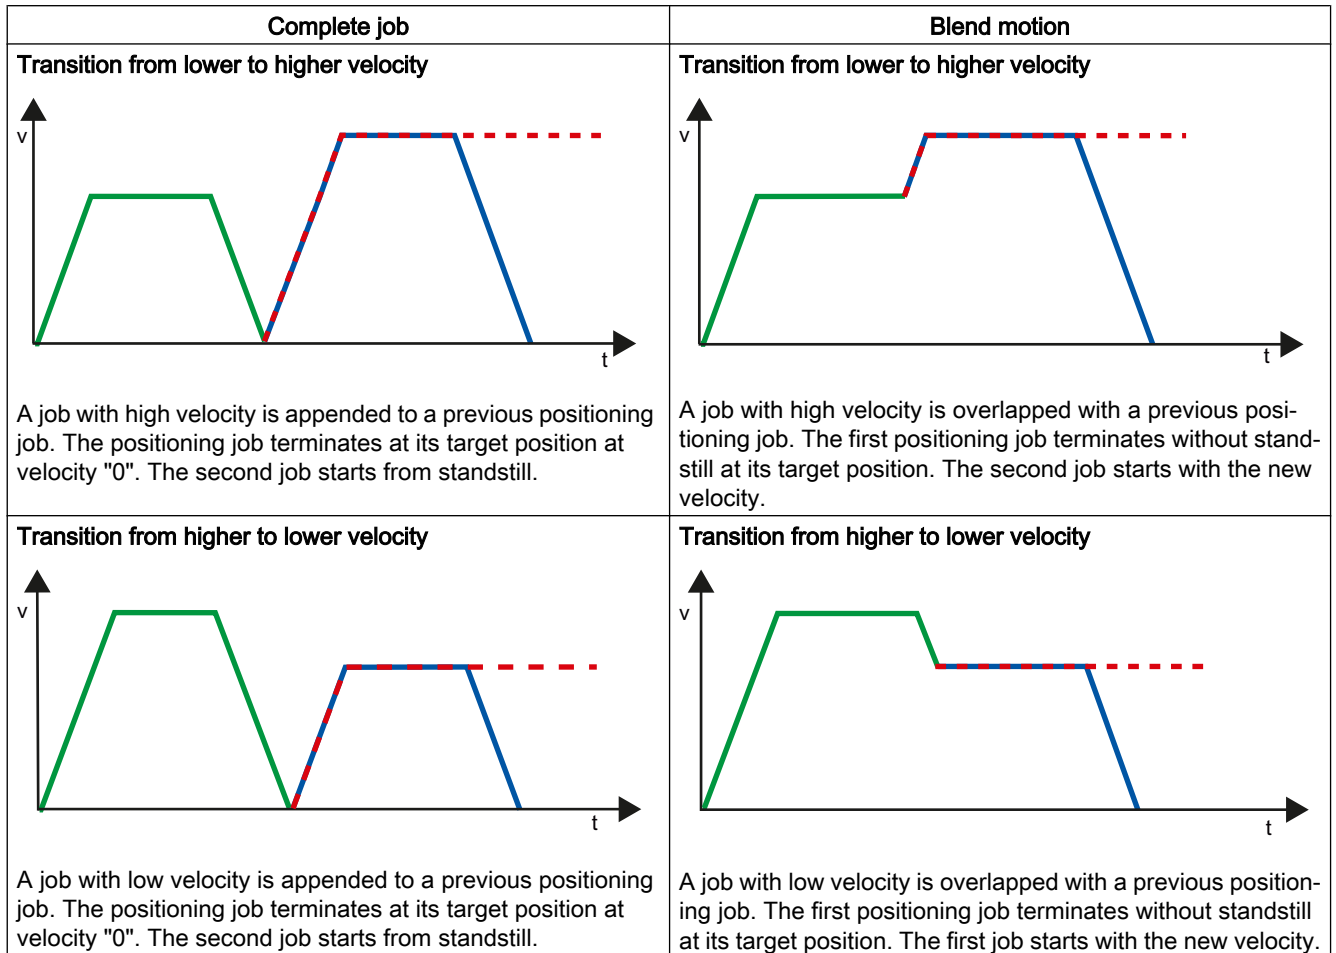 Complete job
Blend motion
Transition from lower to higher velocity
v
t
A job with high velocity is appended to a previous positioning
job. The positioning job terminates at its target position at
velocity "0". The second job starts from standstill.
Transition from lower to higher velocity
v
t
A job with high velocity is overlapped with a previous posi-
tioning job. The first positioning job terminates without stand-
still at its target position. The second job starts with the new
velocity.
Transition from higher to lower velocity
v
t
A job with low velocity is appended to a previous positioning
job. The positioning job terminates at its target position at
velocity "0". The second job starts from standstill.
Transition from higher to lower velocity
v
t
A job with low velocity is overlapped with a previous position-
ing job. The first positioning job terminates without standstill
at its target position. The first job starts with the new velocity.